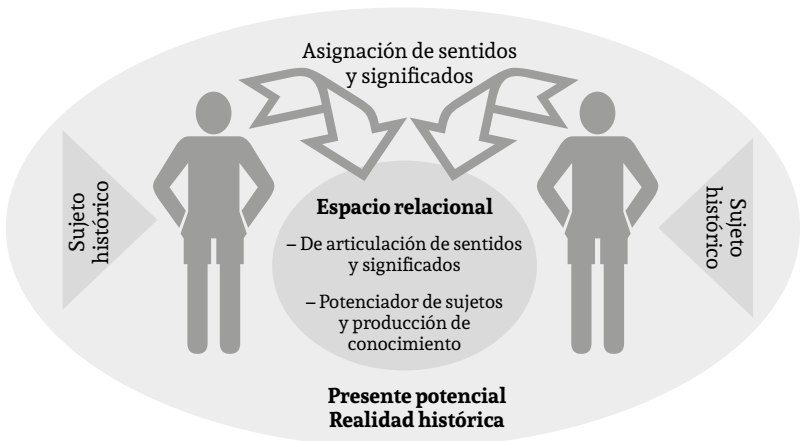 Asignación de sentidos
y significados
Sujeto
histórico
Espacio relacional
– De articulación de sentidos
y significados
– Potenciador de sujetos
y producción de
conocimiento
Sujeto
histórico
Presente potencial
Realidad histórica